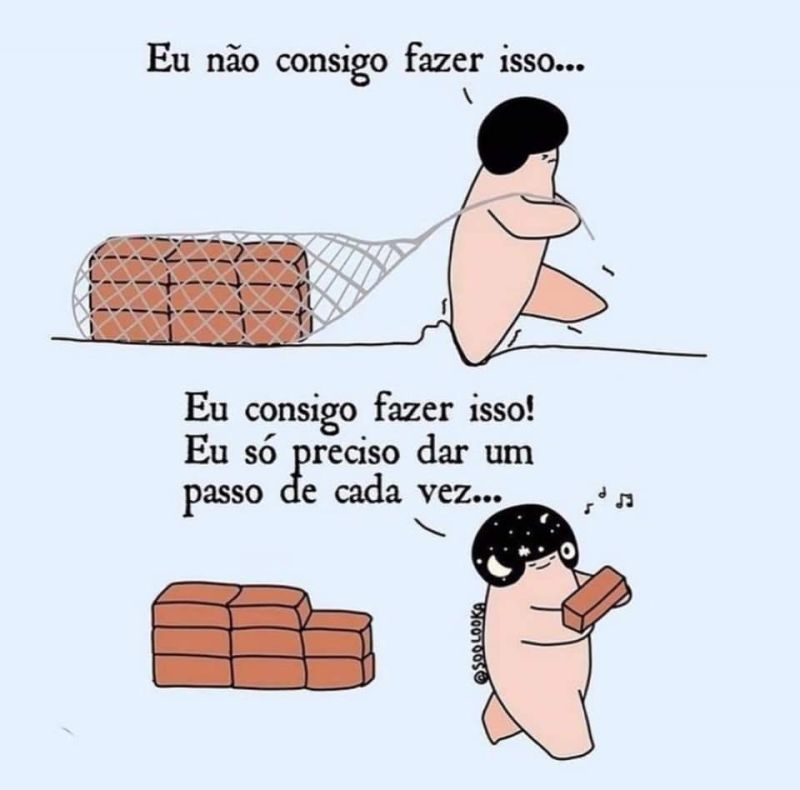 Eu não consigo fazer isso...
Eu consigo fazer isso!
Eu só preciso dar um
passo de cada vez...
@SOOLOOKA